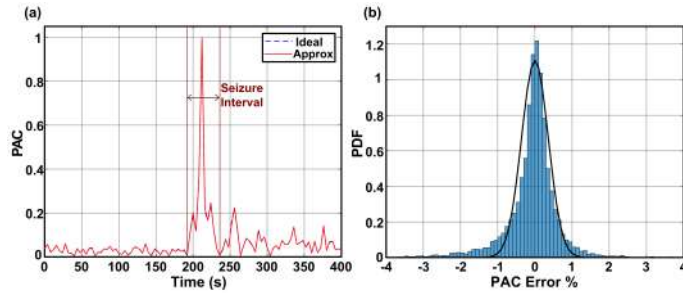 (a)
Ideal
Approx
Seizure
Interval
PAC
1
0.8
0.6
0.4
0.2
0
0 50 100 150 200 250 300 350 400
Time (s)
(b)
PDF
1.2
1
0.8
0.6
0.4
0.2
0
-4 -3 -2 -1 0 1 2 3 4
PAC Error %